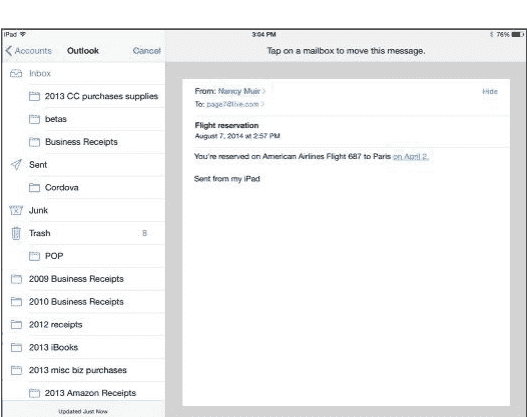 iPad
3:04 PM
76%
Accounts
Outlook
Cancel
Tap on a mailbox to move this message.
Inbox
2013 CC purchases supplies
betas
Business Receipts
Sent
Cordova
Junk
Trash
8
POP
2009 Business Receipts
2010 Business Receipts
2012 receipts
2013 iBooks
2013 misc biz purchases
2013 Amazon Receipts
Updated Just Now
From: Nancy Muir
Hide
To: page7@live.com
Flight reservation
August 7, 2014 at 2:57 PM
You're reserved on American Airlines Flight 687 to Paris on April 2.
Sent from my iPad